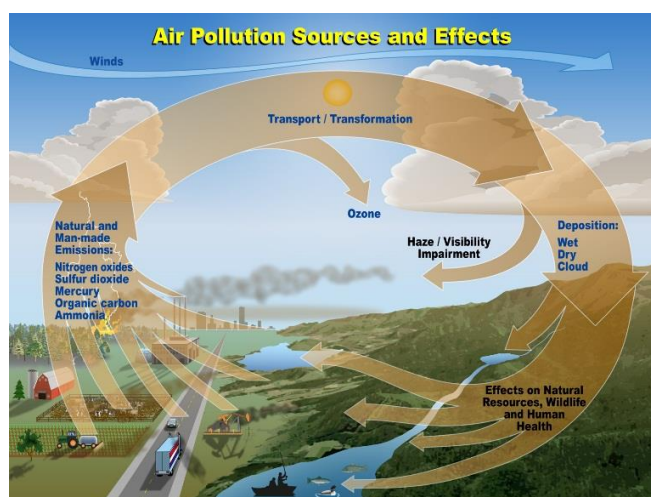 Air Pollution Sources and Effects
Winds
Transport / Transformation
Ozone
Natural and
Man-made
Emissions:
Nitrogen oxides
Sulfur dioxide
Mercury
Organic carbon
Ammonia
Haze / Visibility
Impairment
Deposition:
Wet
Dry
Cloud
Effects on Natural
Resources, Wildlife
and Human
Health